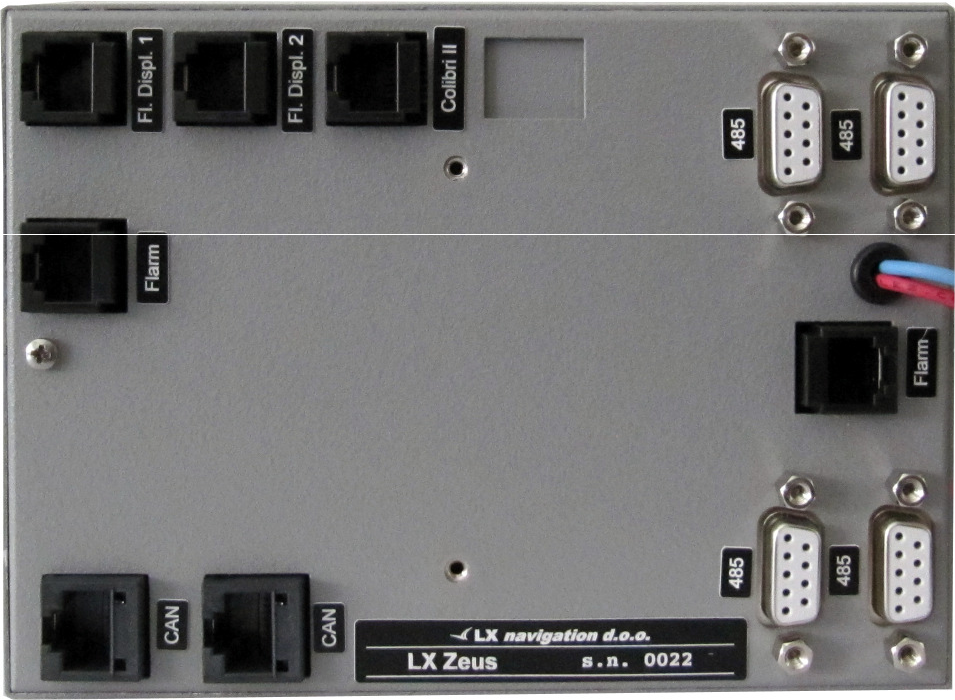 Fl. Displ. 1
Fl. Displ. 2
Colibri II
485
485
Flarm
Flarm
485
485
CAN
CAN
LX navigation d.o.o.
LX Zeus s.n. 0022